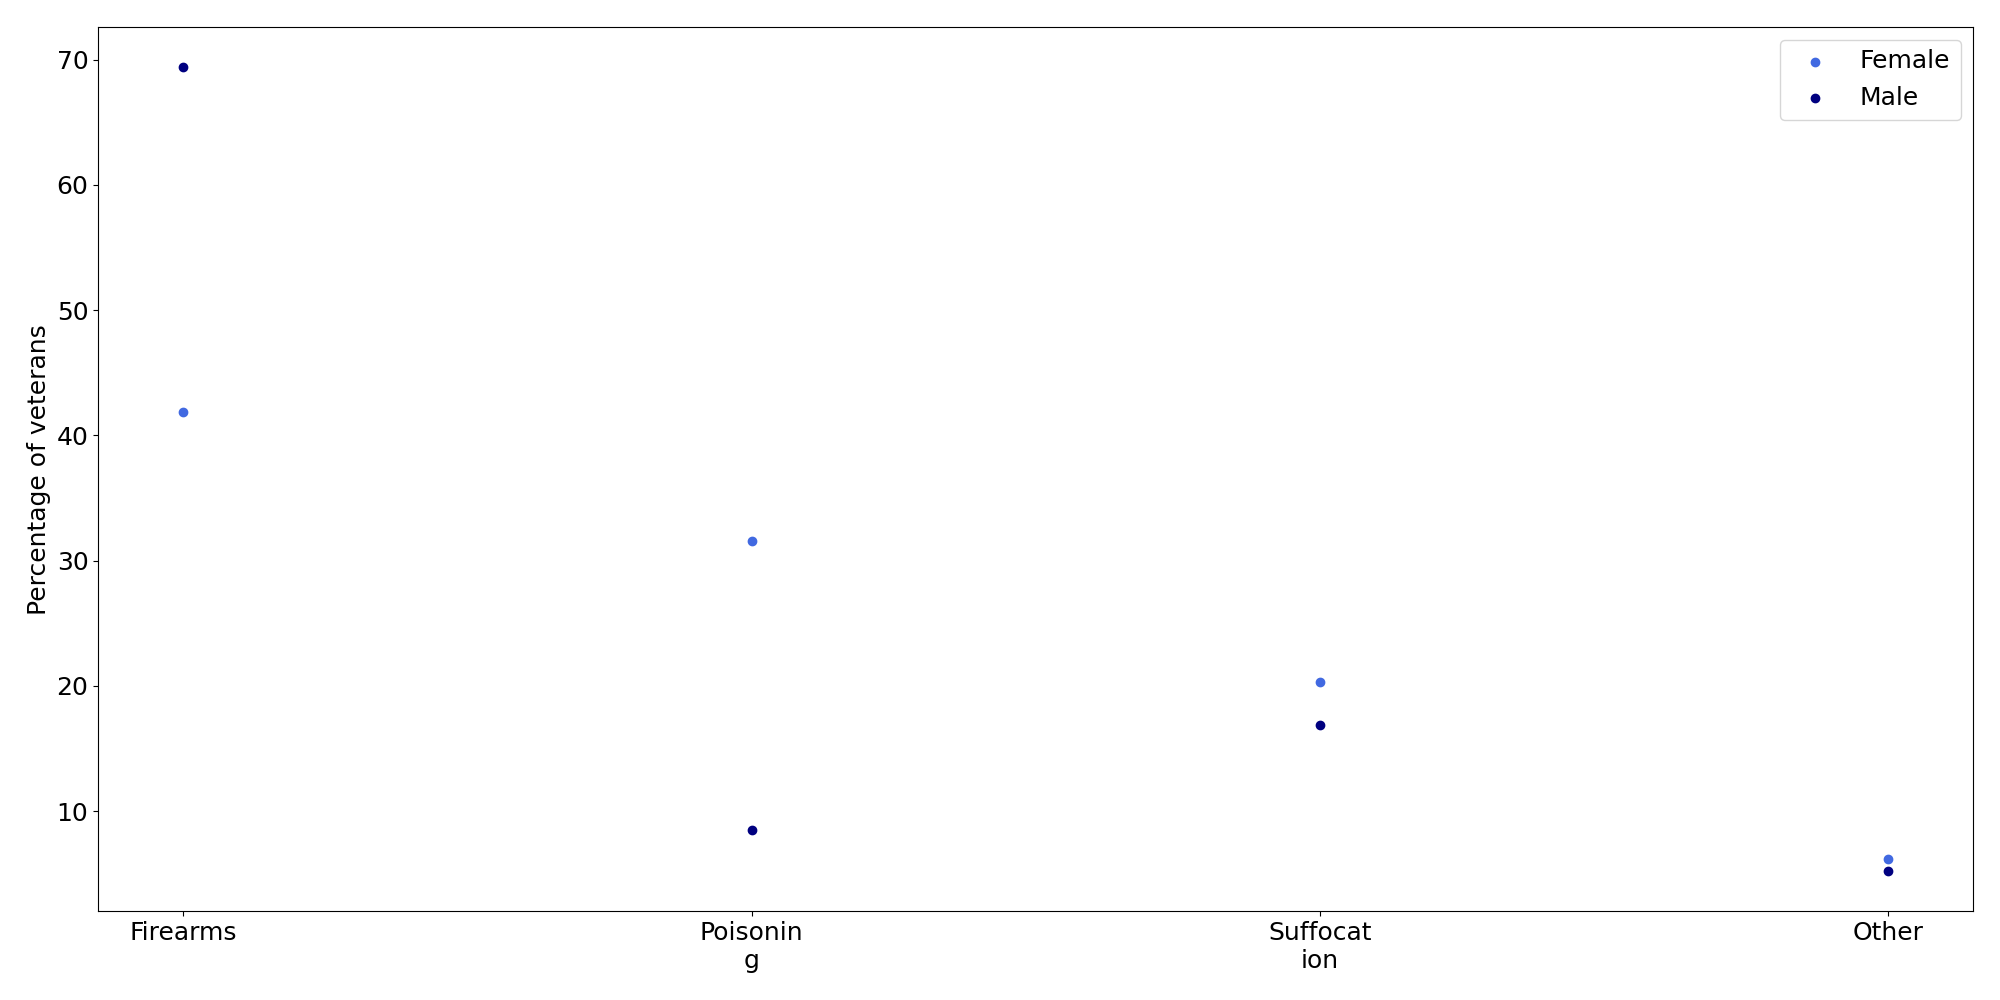 Percentage of veterans
70
60
50
40
30
20
10
Female
Male
Firearms
Poisonin
g
Suffocat
ion
Other